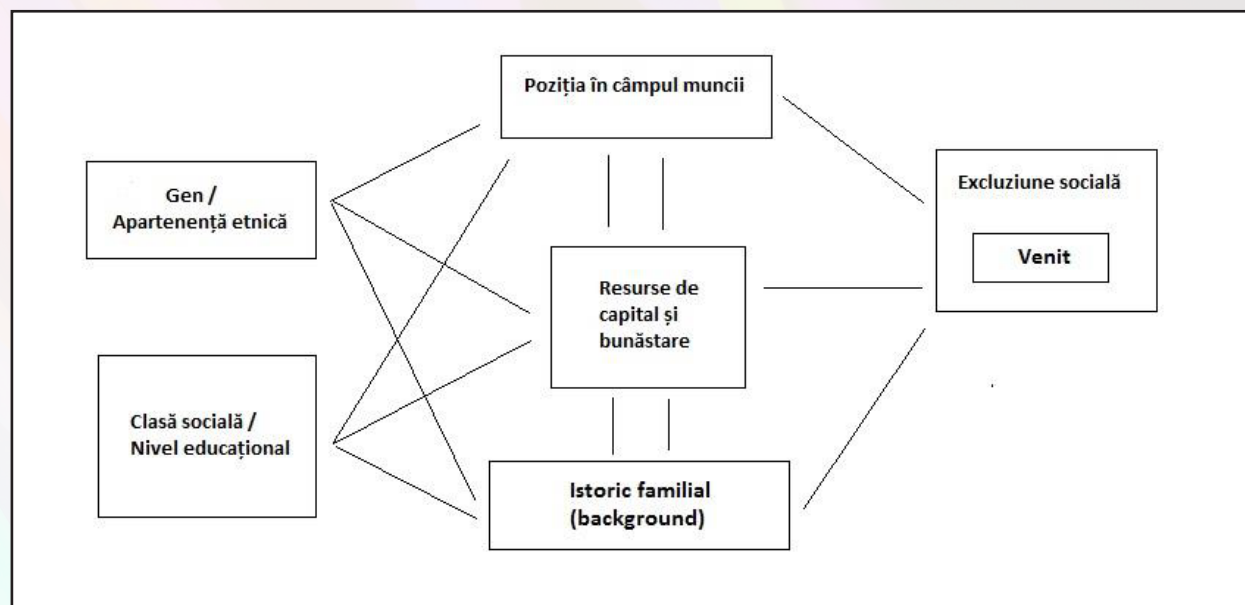 Poziția în câmpul muncii
Gen /
Apartenență etnică
Excluziune socială
Venit
Resurse de
capital și
bunăstare
Clasă socială /
Nivel educațional
Istoric familial
(background)